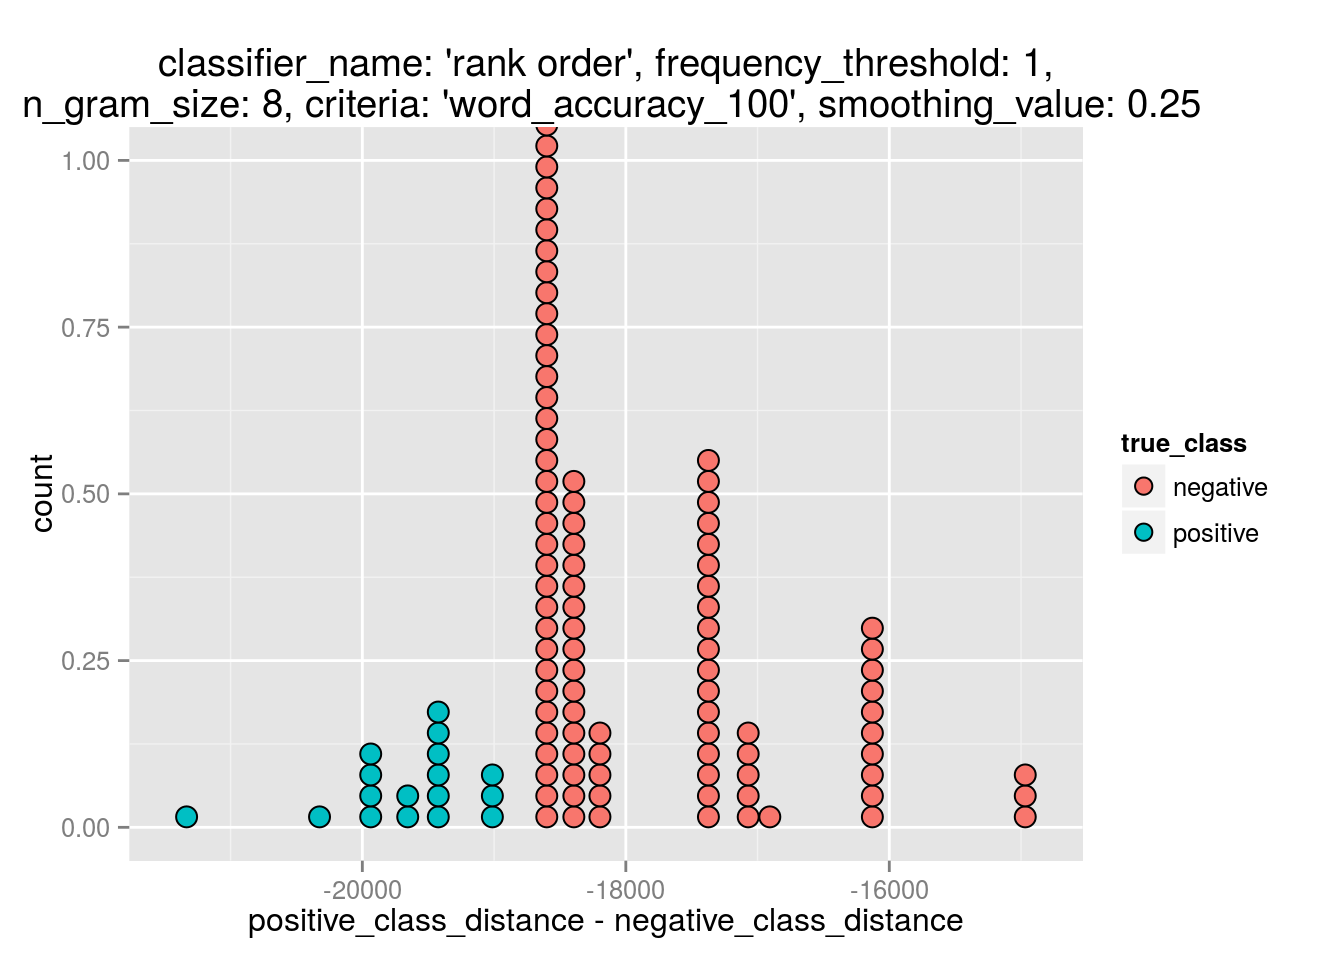 classifier_name: 'rank order', frequency_threshold: 1,
n_gram_size: 8, criteria: 'word_accuracy_100', smoothing_value: 0.25
1.00
0.75
0.50
0.25
0.00
count
-20000
-18000
-16000
positive_class_distance - negative_class_distance
true_class
negative
positive